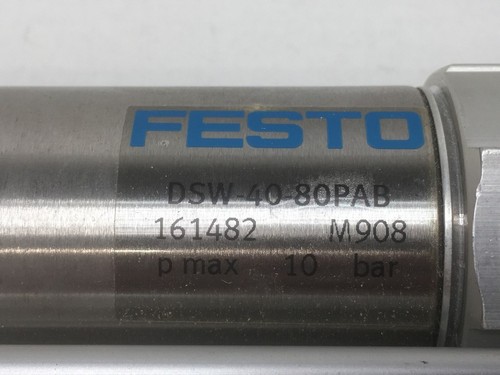 FESTO
DSW-40-80PAB
161482 M908
p max 10 bar